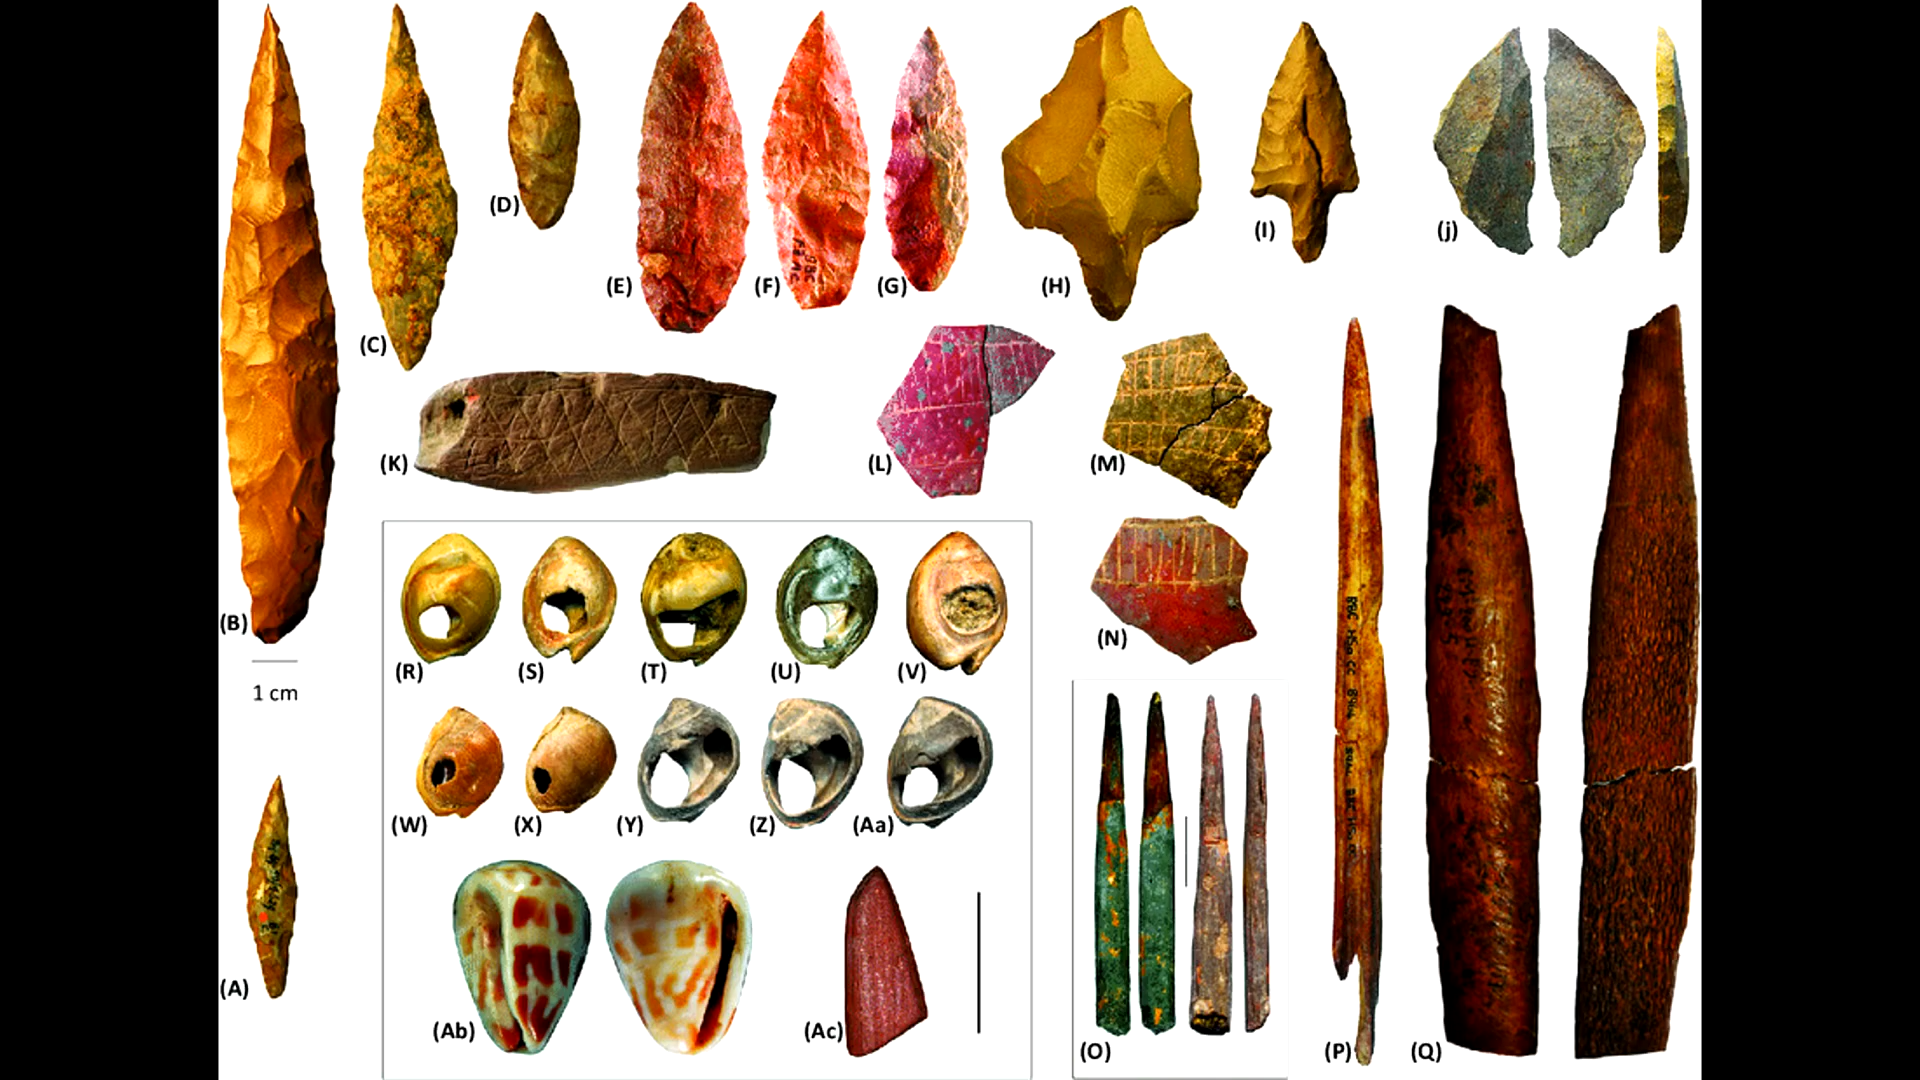 (A)
(B)
1 cm
(C)
(D)
(E)
(F)
(G)
(H)
(I)
(j)
(K)
(L)
(M)
(N)
(R)
(S)
(T)
(U)
(V)
(W)
(X)
(Y)
(Z)
(Aa)
(Ab)
(Ac)
(O)
(P)
(Q)